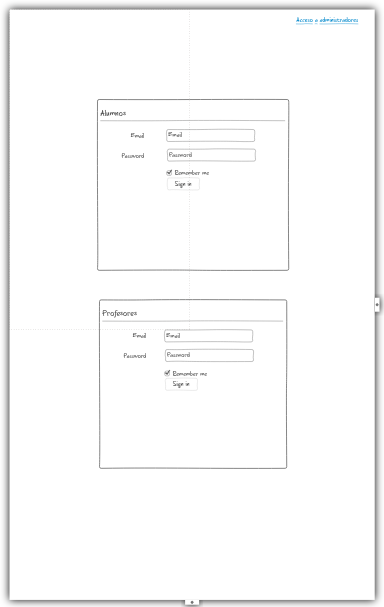 Acceso a administradores
Alumnos
Email Email
Password Password
Remember me
Sign in
Profesores
Email Email
Password Password
Remember me
Sign in